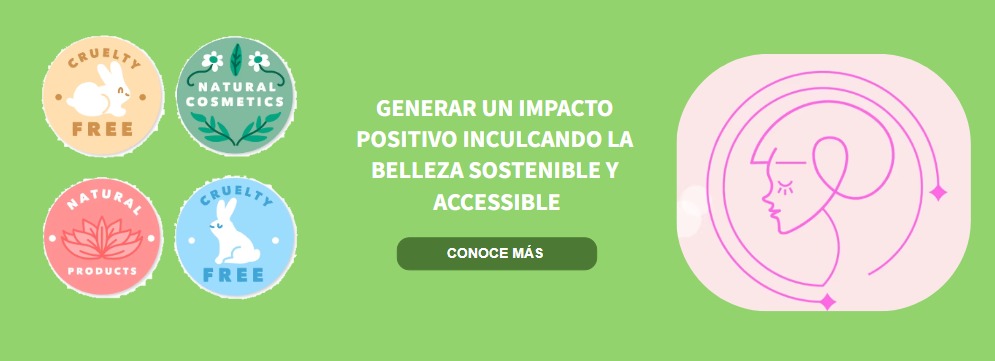 CRUELTY
FREE
NATURAL
COSMETICS
NATURAL
PRODUCTS
CRUELTY
FREE
GENERAR UN IMPACTO
POSITIVO INCULCANDO LA
BELLEZA SOSTENIBLE Y
ACCESSIBLE
CONOCE MÁS